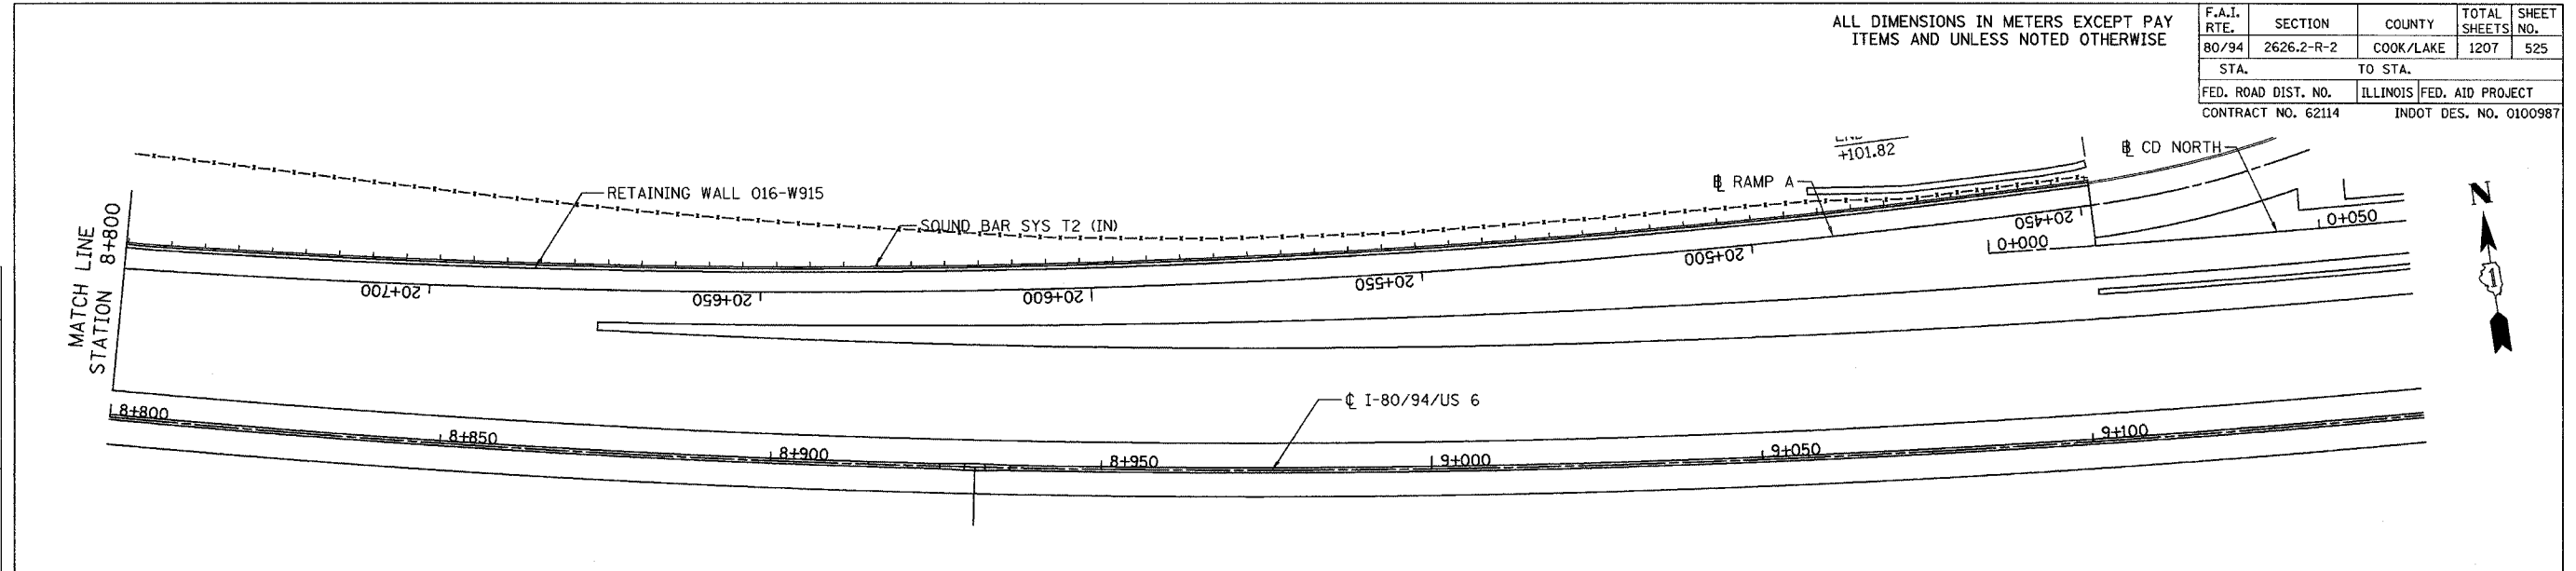 ALL DIMENSIONS IN METERS EXCEPT PAY
ITEMS AND UNLESS NOTED OTHERWISE
F.A.I. RTE. SECTION COUNTY TOTAL SHEETS SHEET NO.
80/94 2626.2-R-2 COOK/LAKE 1207 525
STA. TO STA.
FED. ROAD DIST. NO. ILLINOIS FED. AID PROJECT
CONTRACT NO. 62114 INDOT DES. NO. 0100987
+101.82
℄ CD NORTH
℄ RAMP A
RETAINING WALL 016-W915
SOUND BAR SYS T2 (IN)
N
1
MATCH LINE
STATION 8+800
20+700
20+650
20+600
20+550
20+500
20+450
0+000
0+050
℄ I-80/94/US 6
8+800
8+850
8+900
8+950
9+000
9+050
9+100